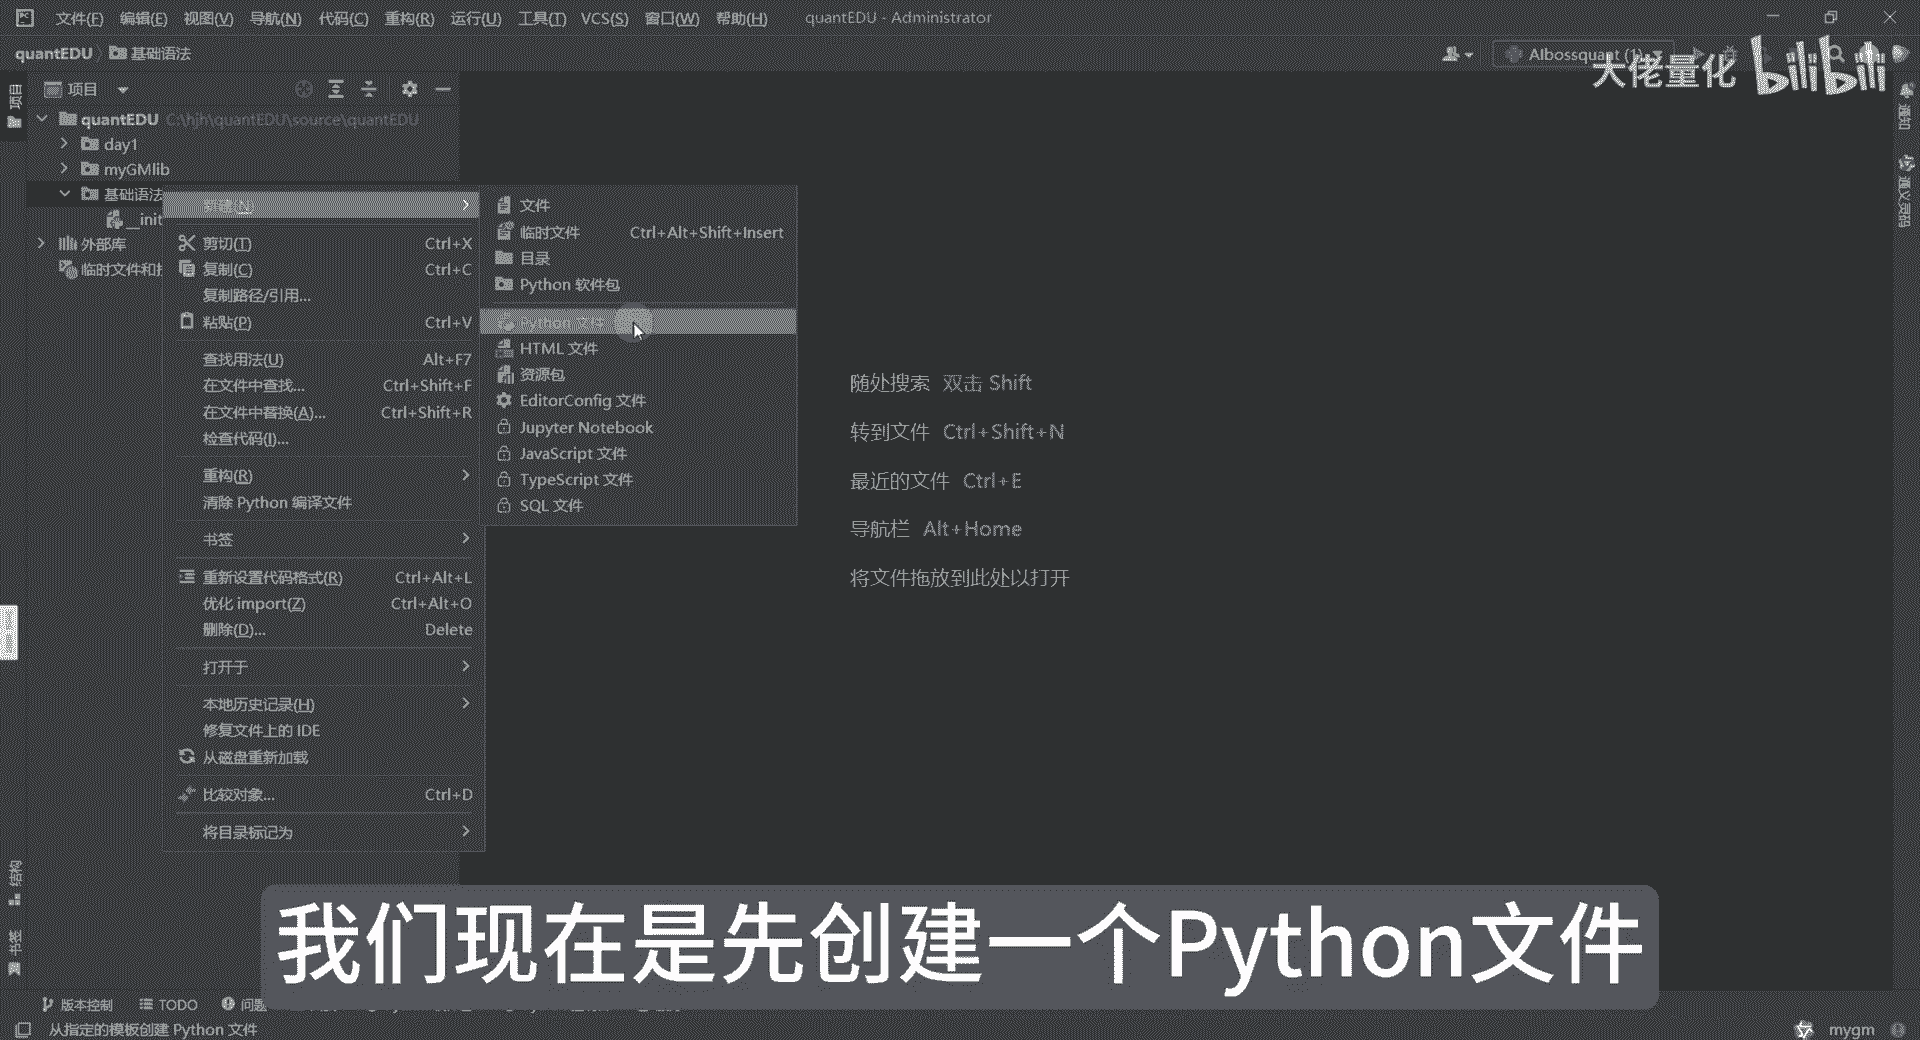 文件(F) 编辑(E) 视图(V) 导航(N) 代码(C) 重构(R) 运行(U) 工具(T) VCS(S) 窗口(W) 帮助(H) quantEDU - Administrator
quantEDU 基础语法
AIbossquant (1)
大佬量化 bilibili
项目
项目
通知
通义灵码
quantEDU C:\hjh\quantEDU\source\quantEDU
day1
myGMlib
基础语法
__init
外部库
临时文件和
新建(N)
剪切(T) Ctrl+X
复制(C) Ctrl+C
复制路径/引用...
粘贴(P) Ctrl+V
查找用法(U) Alt+F7
在文件中查找... Ctrl+Shift+F
在文件中替换(A)... Ctrl+Shift+R
检查代码(I)...
重构(R)
清除 Python 编译文件
书签
重新设置代码格式(R) Ctrl+Alt+L
优化 import(Z) Ctrl+Alt+O
删除(D)... Delete
打开于
本地历史记录(H)
修复文件上的 IDE
从磁盘重新加载
比较对象... Ctrl+D
将目录标记为
文件
临时文件 Ctrl+Alt+Shift+Insert
目录
Python 软件包
Python 文件
HTML 文件
资源包
EditorConfig 文件
Jupyter Notebook
JavaScript 文件
TypeScript 文件
SQL 文件
随处搜索 双击 Shift
转到文件 Ctrl+Shift+N
最近的文件 Ctrl+E
导航栏 Alt+Home
将文件拖放到此处以打开
结构
书签
我们现在是先创建一个Python文件
版本控制 TODO 问题
从指定的模板创建 Python 文件
mygm